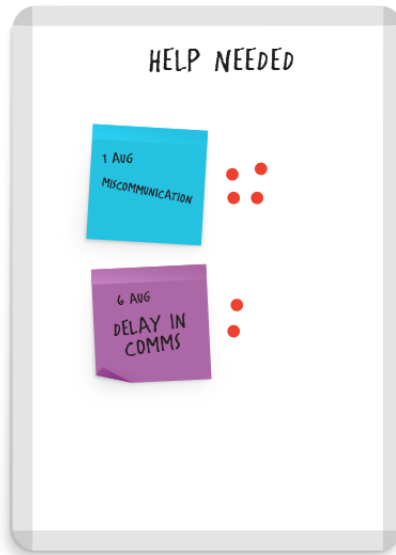 HELP NEEDED
1 AUG
MISCOMMUNICATION
6 AUG
DELAY IN
COMMS